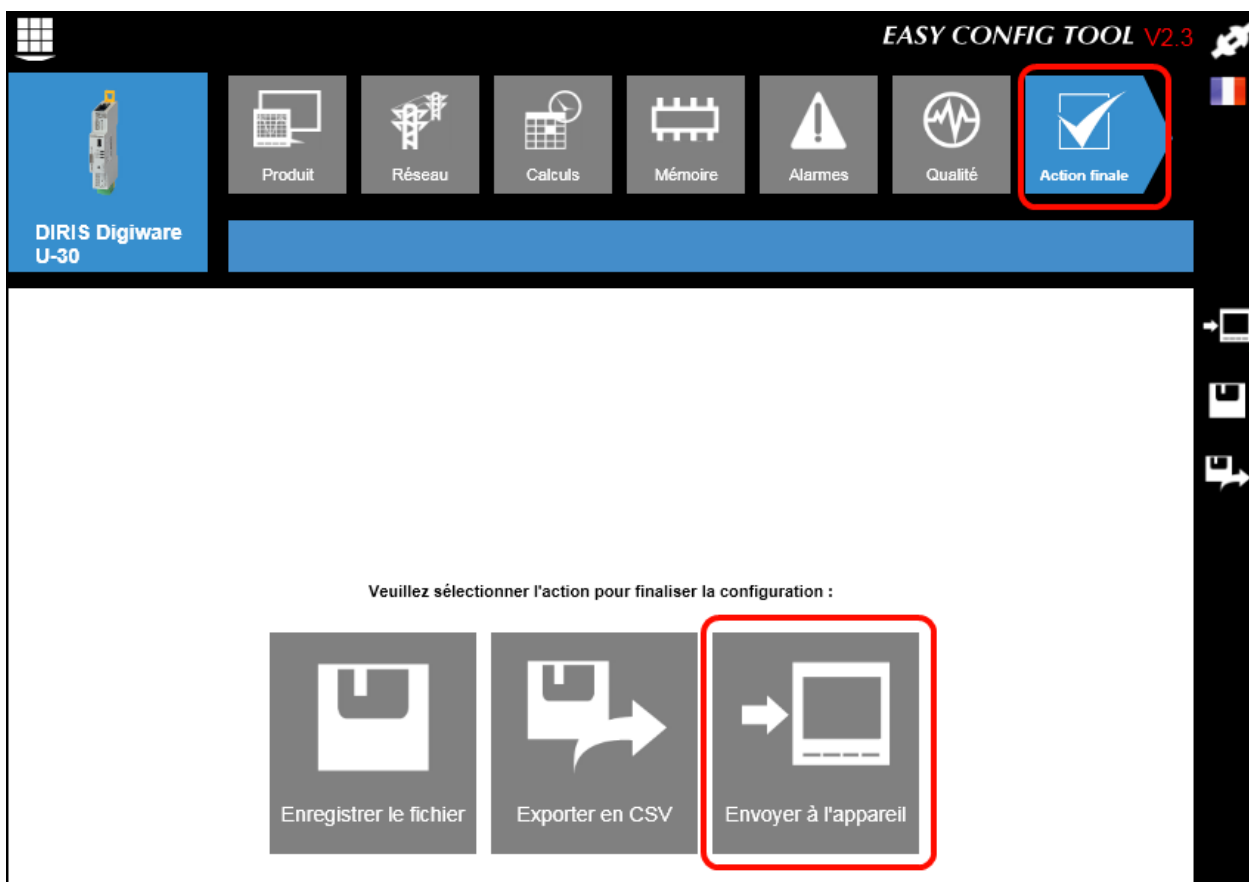 EASY CONFIG TOOL V2.3
Produit
Réseau
Calculs
Mémoire
Alarmes
Qualité
Action finale
DIRIS Digiware
U-30
Veuillez sélectionner l'action pour finaliser la configuration :
Enregistrer le fichier
Exporter en CSV
Envoyer à l'appareil